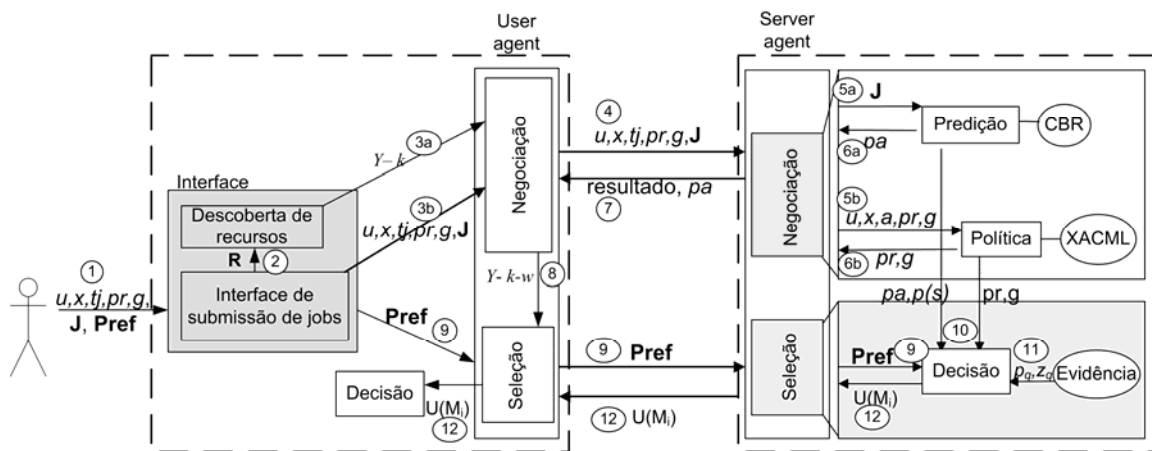 User
agent
Server
agent
Interface
Descoberta de
recursos
R
2
Interface de
submissão de jobs
1
u,x,tj,pr,g,
J, Pref
Y– k
3a
3b
u,x,tj,pr,g,J
Negociação
Y- k-w
8
Pref
9
Seleção
Decisão
U(Mi)
12
4
u,x,tj,pr,g,J
resultado, pa
7
9
Pref
12
U(Mi)
Negociação
5a
J
Predição
CBR
6a
pa
5b
u,x,a,pr,g
Política
XACML
6b
pr,g
pa,p(s)
pr,g
10
Seleção
Pref
9
Decisão
11
pq,zq
Evidência
U(Mi)
12